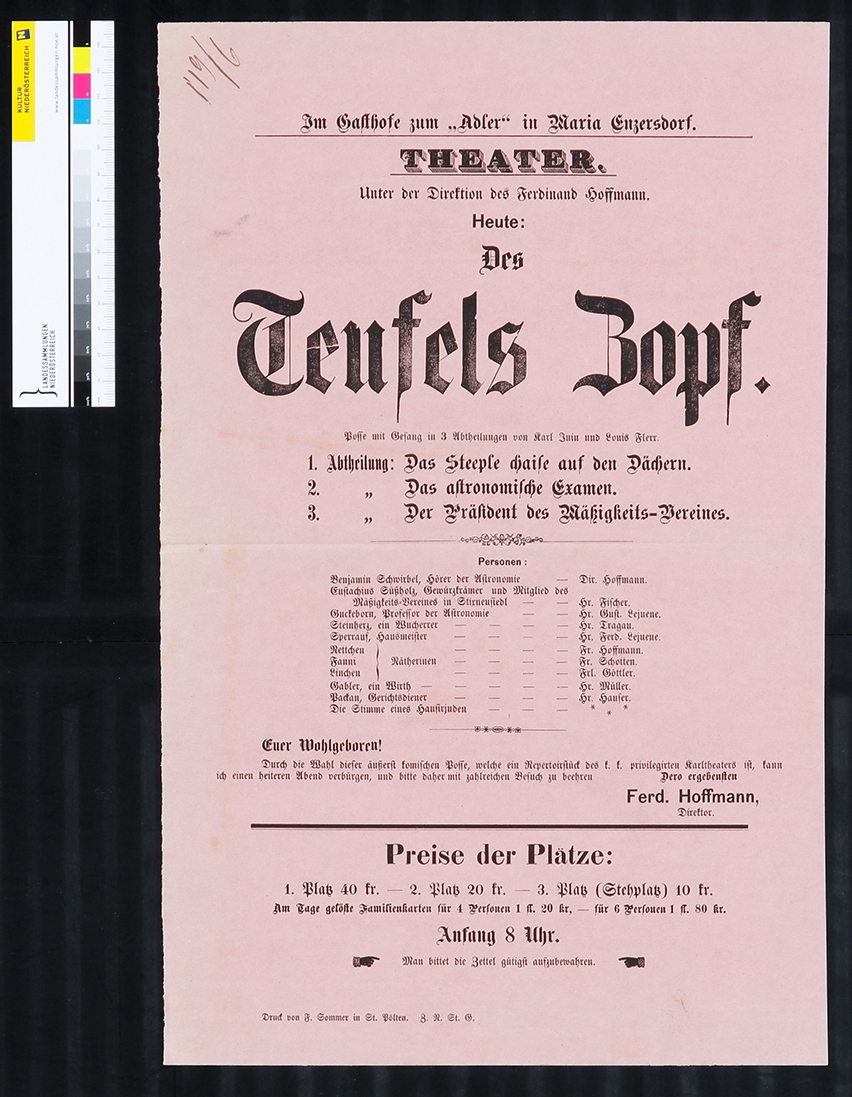 KULTUR
NIEDERÖSTERREICH
www.landessammlungen-noe.at
LANDESSAMMLUNGEN
NIEDERÖSTERREICH
119/6
Im Gasthofe zum „Adler“ in Maria Enzersdorf.
THEATER.
Unter der Direktion des Ferdinand Hoffmann.
Heute:
Des
Teufels Zopf.
Posse mit Gesang in 3 Abtheilungen von Karl Juin und Louis Flerr.
1. Abtheilung: Das Steeple chaise auf den Dächern.
2. „ Das astronomische Examen.
3. „ Der Präsident des Mäßigkeits-Vereines.
Personen:
Benjamin Schwirbel, Hörer der Astronomie — Dir. Hoffmann.
Eustachius Süßholz, Gewürzkrämer und Mitglied des
Mäßigkeits-Vereines in Stirneusiedl — — Hr. Fischer.
Guckeborn, Professor der Astronomie — — Hr. Gust. Lejuene.
Steinherz, ein Wucherrer — — — — Hr. Tragau.
Sperrauf, Hausmeister — — — — Hr. Ferd. Lejuene.
Nettchen — — — — Fr. Hoffmann.
Fanni } Nätherinen — — — — Fr. Schotten.
Linchen — — — — Frl. Göttler.
Gabler, ein Wirth — — — — — Hr. Müller.
Packan, Gerichtsdiener — — — — Hr. Hauser.
Die Stimme eines Hausirjuden — — — * * *
Euer Wohlgeboren!
Durch die Wahl dieser äußerst komischen Posse, welche ein Repertoirstück des k. k. privilegirten Karltheaters ist, kann
ich einen heiteren Abend verbürgen, und bitte daher mit zahlreichen Besuch zu beehren Dero ergebensten
Ferd. Hoffmann,
Direktor.
Preise der Plätze:
1. Platz 40 kr. — 2. Platz 20 kr. — 3. Platz (Stehplatz) 10 kr.
Am Tage gelöste Familienkarten für 4 Personen 1 fl. 20 kr, — für 6 Personen 1 fl. 80 kr.
Anfang 8 Uhr.
Man bittet die Zettel gütigst aufzubewahren.
Druck von F. Sommer in St. Pölten. Z. N. St. G.